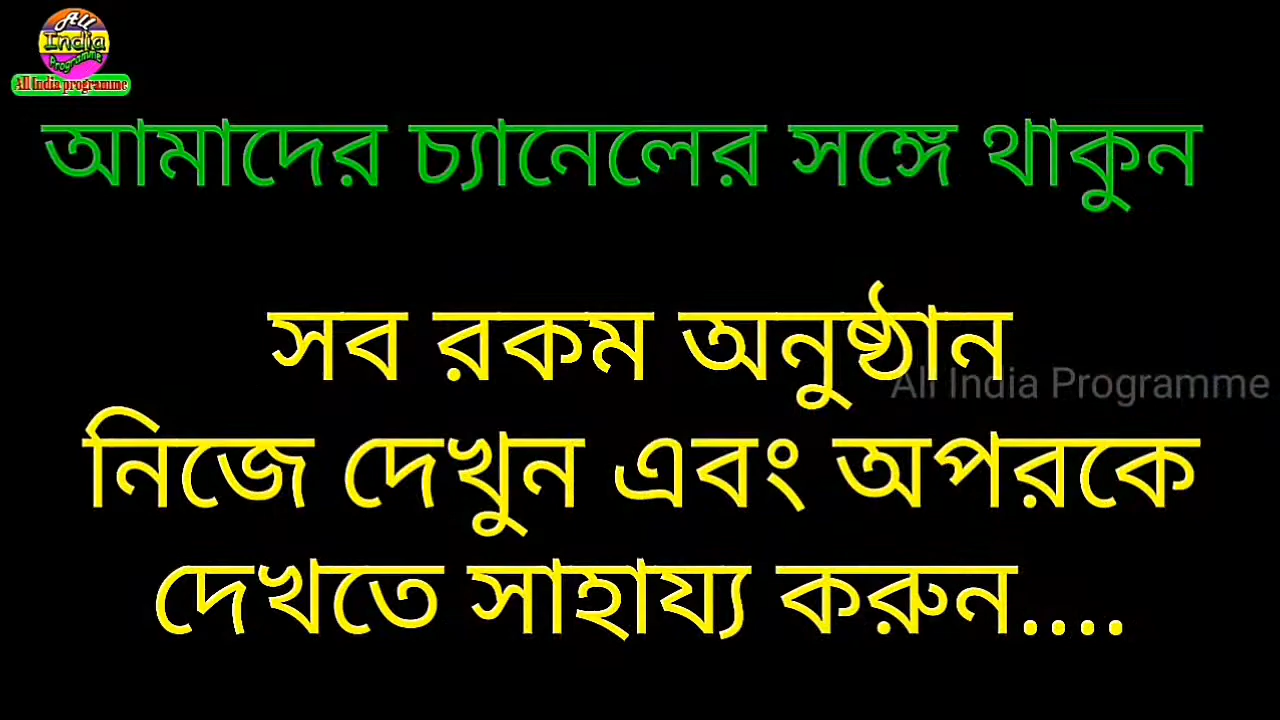 All
India
Programme
All India programme
আমাদের চ্যানেলের সঙ্গে থাকুন
সব রকম অনুষ্ঠান
All India Programme
নিজে দেখুন এবং অপরকে
দেখতে সাহায্য করুন....